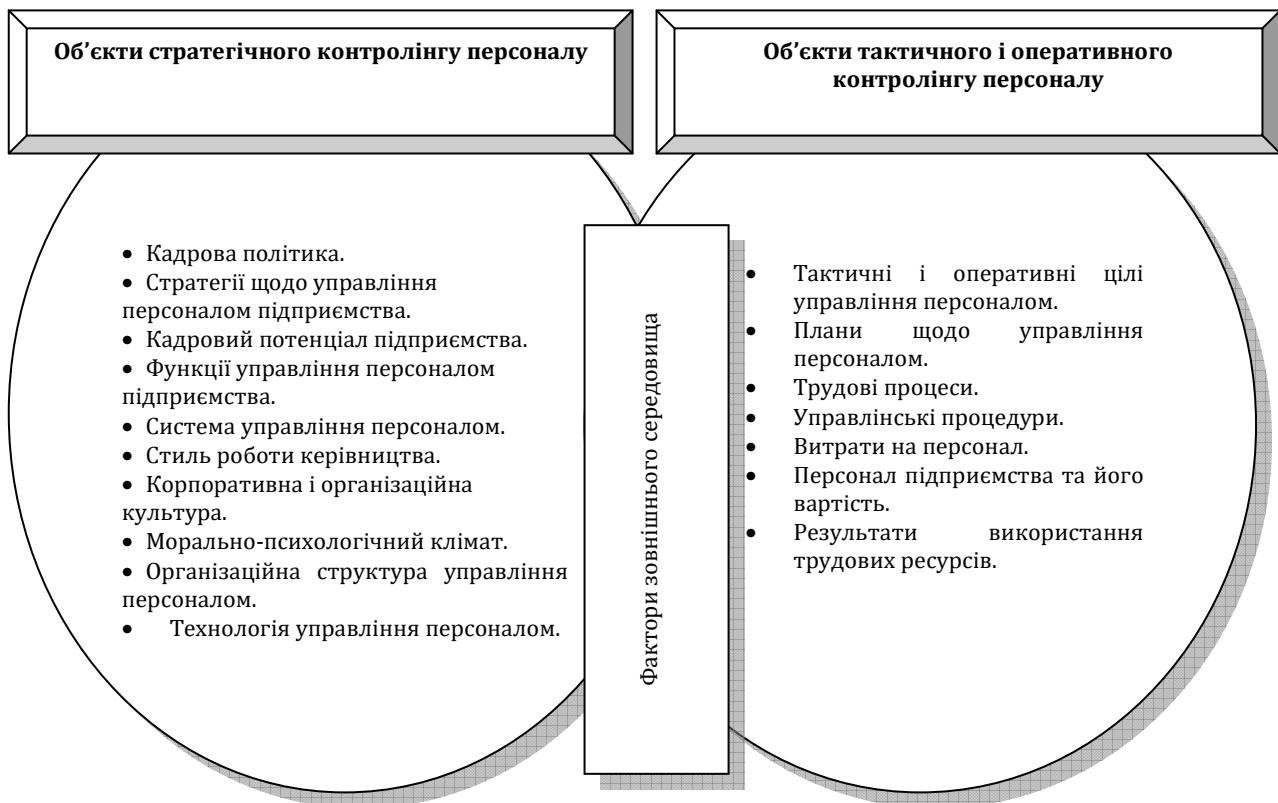 Об’єкти стратегічного контролінгу персоналу
Об’єкти тактичного і оперативного
контролінгу персоналу
• Кадрова політика.
• Стратегії щодо управління
персоналом підприємства.
• Кадровий потенціал підприємства.
• Функції управління персоналом
підприємства.
• Система управління персоналом.
• Стиль роботи керівництва.
• Корпоративна і організаційна
культура.
• Морально-психологічний клімат.
• Організаційна структура управління
персоналом.
• Технологія управління персоналом.
Фактори зовнішнього середовища
• Тактичні і оперативні цілі
управління персоналом.
• Плани щодо управління
персоналом.
• Трудові процеси.
• Управлінські процедури.
• Витрати на персонал.
• Персонал підприємства та його
вартість.
• Результати використання
трудових ресурсів.